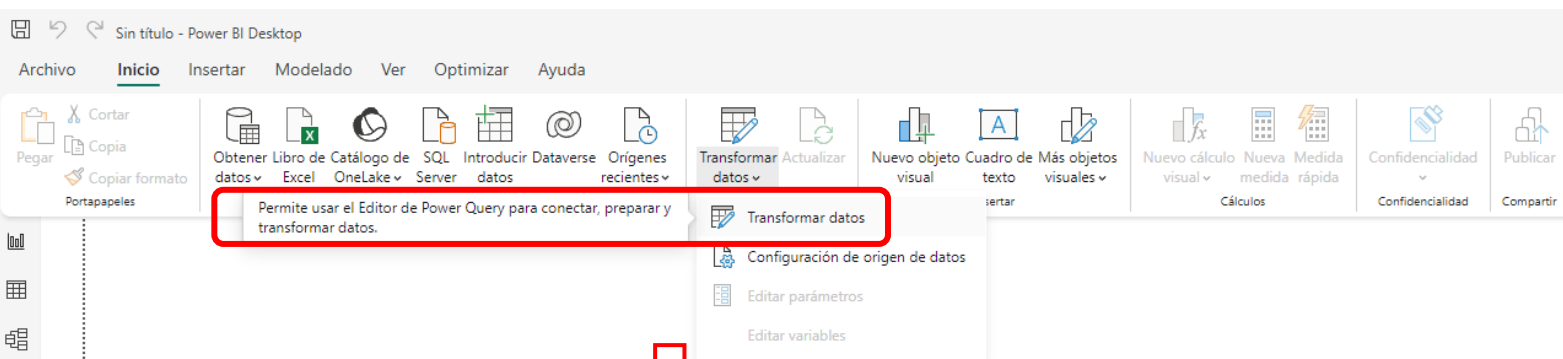 Sin título - Power BI Desktop
Archivo Inicio Insertar Modelado Ver Optimizar Ayuda
Pegar
Cortar
Copia
Copiar formato
Portapapeles
Obtener datos
Libro de Excel
Catálogo de OneLake
SQL Server
Introducir datos
Dataverse
Orígenes recientes
Transformar datos
Actualizar
Nuevo objeto visual
Cuadro de texto
Más objetos visuales
sertar
Nuevo cálculo visual
Nueva medida
Medida rápida
Cálculos
Confidencialidad
Confidencialidad
Publicar
Compartir
Permite usar el Editor de Power Query para conectar, preparar y
transformar datos.
Transformar datos
Configuración de origen de datos
Editar parámetros
Editar variables